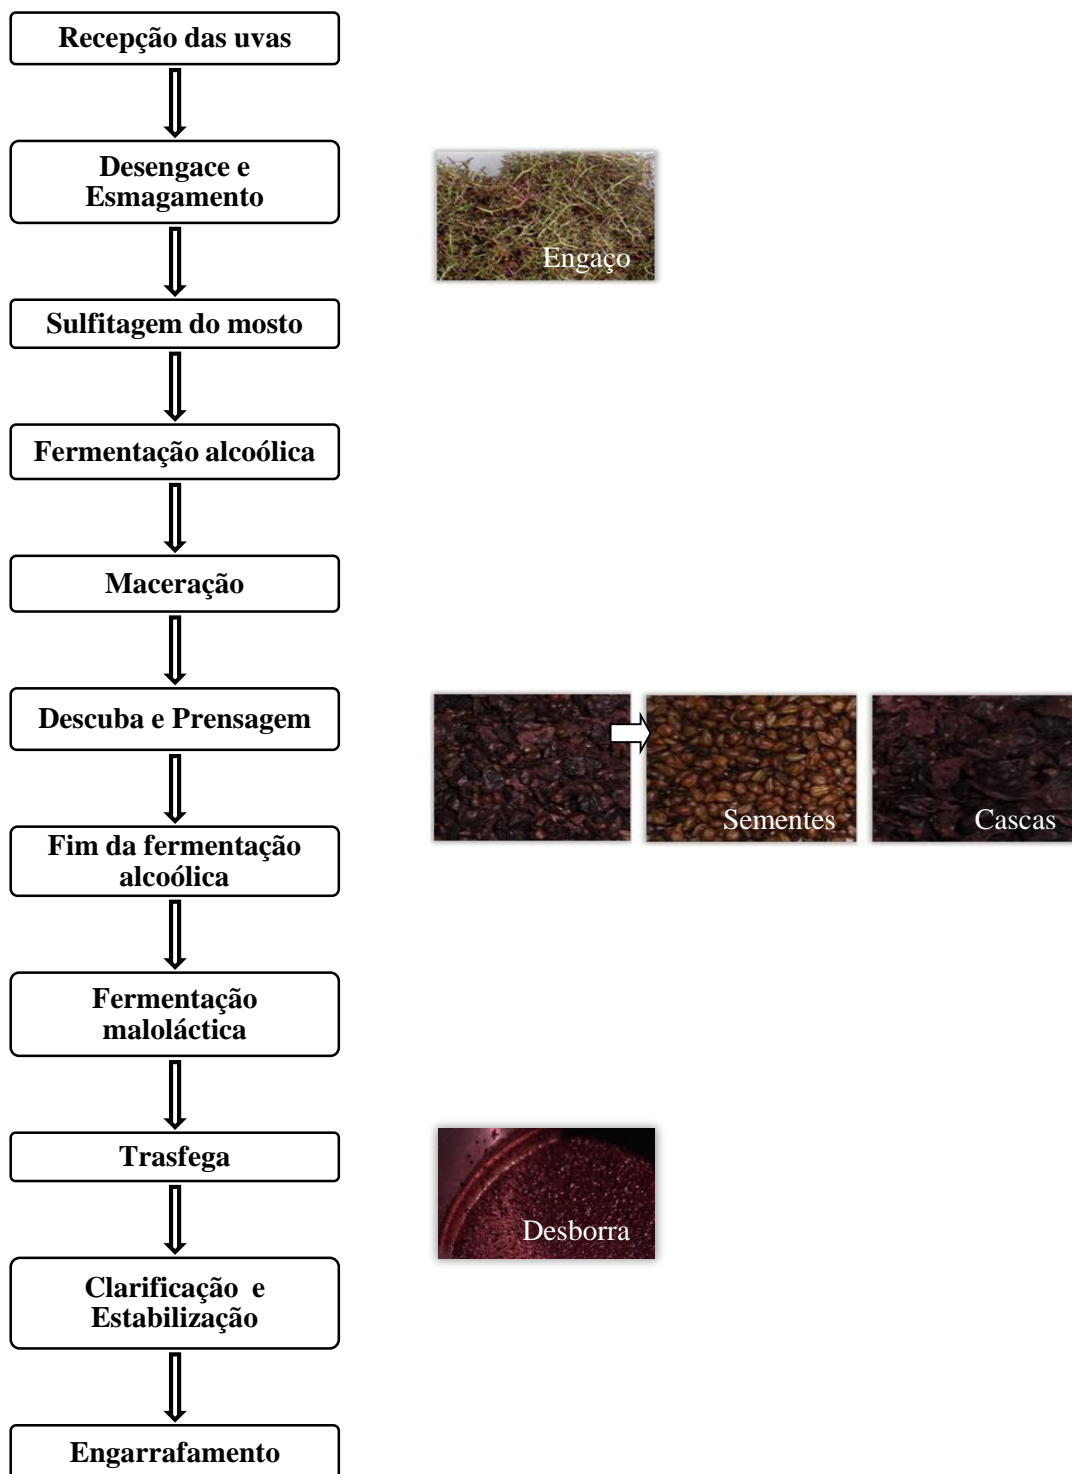 Recepção das uvas
Desengace e
Esmagamento
Engaço
Sulfitagem do mosto
Fermentação alcoólica
Maceração
Descuba e Prensagem
Sementes
Cascas
Fim da fermentação
alcoólica
Fermentação
maloláctica
Trasfega
Desborra
Clarificação e
Estabilização
Engarrafamento